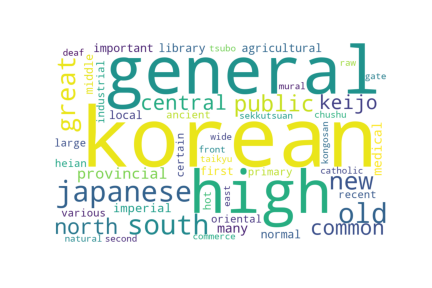 deaf important library tsubo agricultural
great middle industrial general raw gate
mural
central public keijo
sekkutsuan chushu
local ancient
large korean wide
heian certain front kongosan medical
taikyu
provincial first primary catholic
japanese high new recent
various imperial hot east old
north south oriental
many common
natural second commerce normal